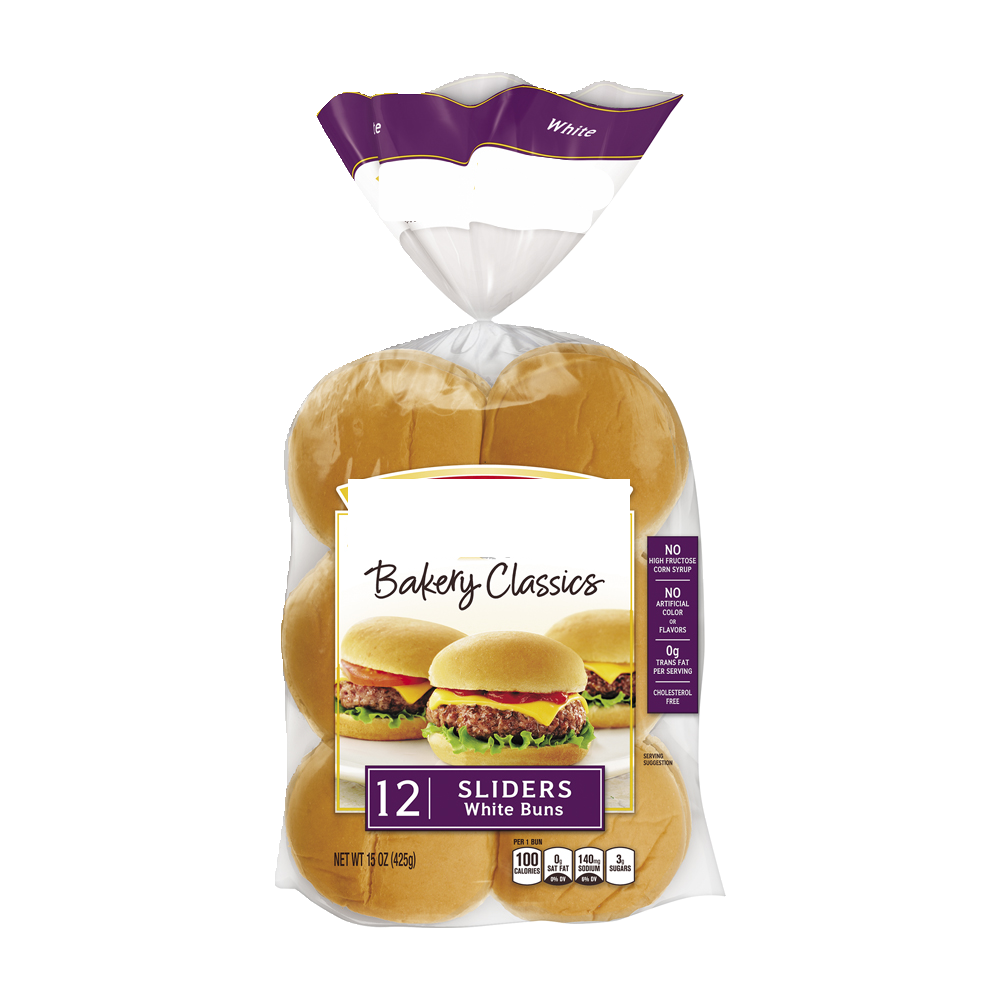 White
Bakery Classics
NO
HIGH FRUCTOSE
CORN SYRUP
NO
ARTIFICIAL
COLOR
OR
FLAVORS
0g
TRANS FAT
PER SERVING
CHOLESTEROL
FREE
SERVING
SUGGESTION
12 SLIDERS
White Buns
NET WT 15 OZ (425g)
PER 1 BUN
100 CALORIES
0g SAT FAT 0% DV
140mg SODIUM 6% DV
3g SUGARS